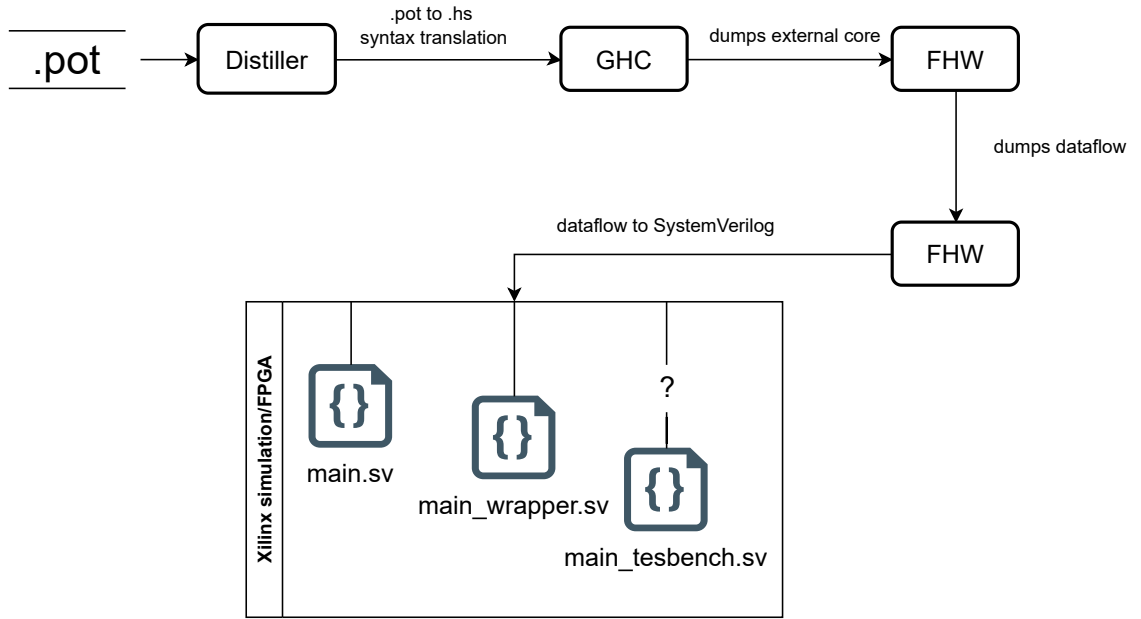 .pot
Distiller
.pot to .hs
syntax translation
GHC
dumps external core
FHW
dumps dataflow
FHW
dataflow to SystemVerilog
Xilinx simulation/FPGA
{}
main.sv
{}
main_wrapper.sv
?
{}
main_tesbench.sv